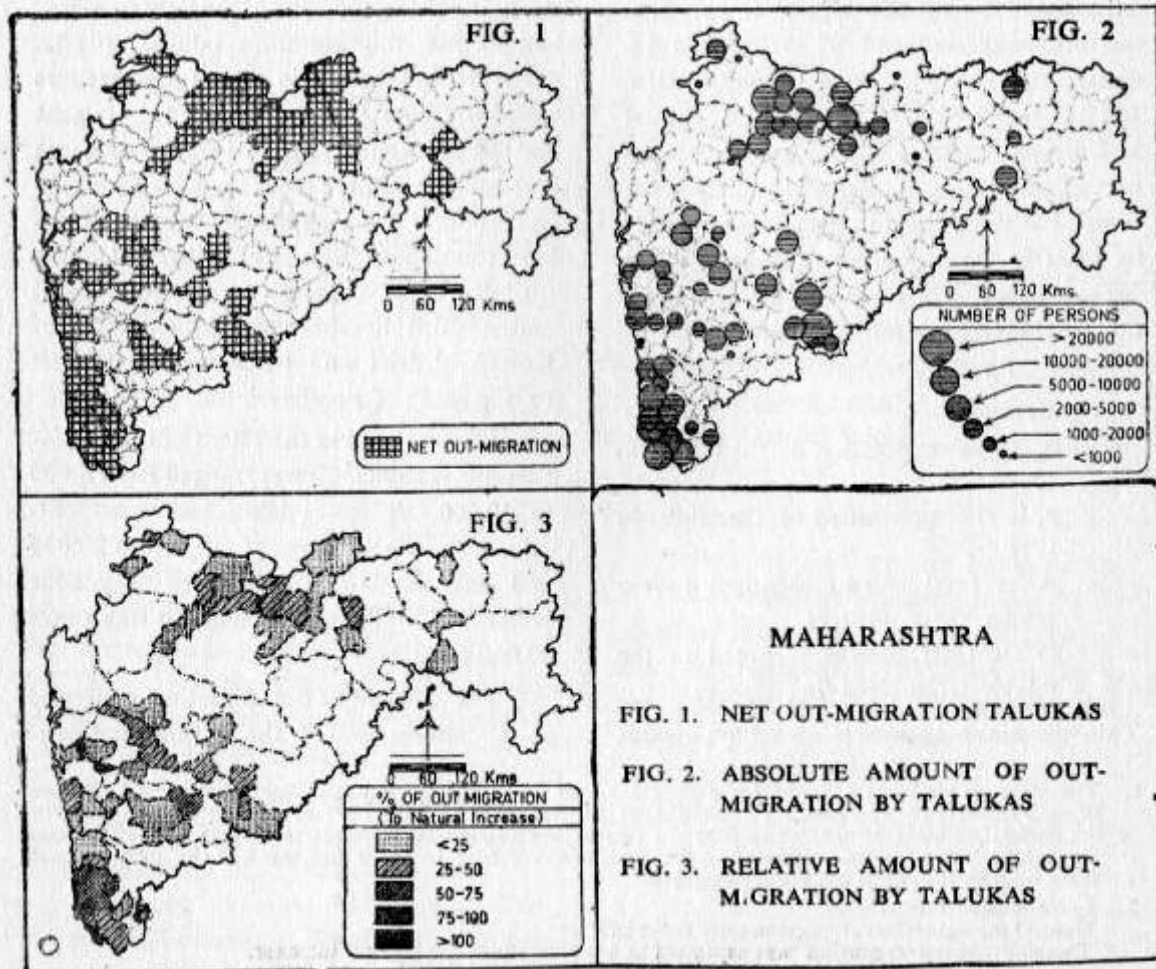 FIG. 1
0 60 120 Kms.
NET OUT-MIGRATION
FIG. 2
0 60 120 Kms.
NUMBER OF PERSONS
>20000
10000-20000
5000-10000
2000-5000
1000-2000
<1000
FIG. 3
0 60 120 Kms.
% OF OUT MIGRATION
(To Natural Increase)
<25
25-50
50-75
75-100
>100
MAHARASHTRA
FIG. 1. NET OUT-MIGRATION TALUKAS
FIG. 2. ABSOLUTE AMOUNT OF OUT-
MIGRATION BY TALUKAS
FIG. 3. RELATIVE AMOUNT OF OUT-
M.GRATION BY TALUKAS